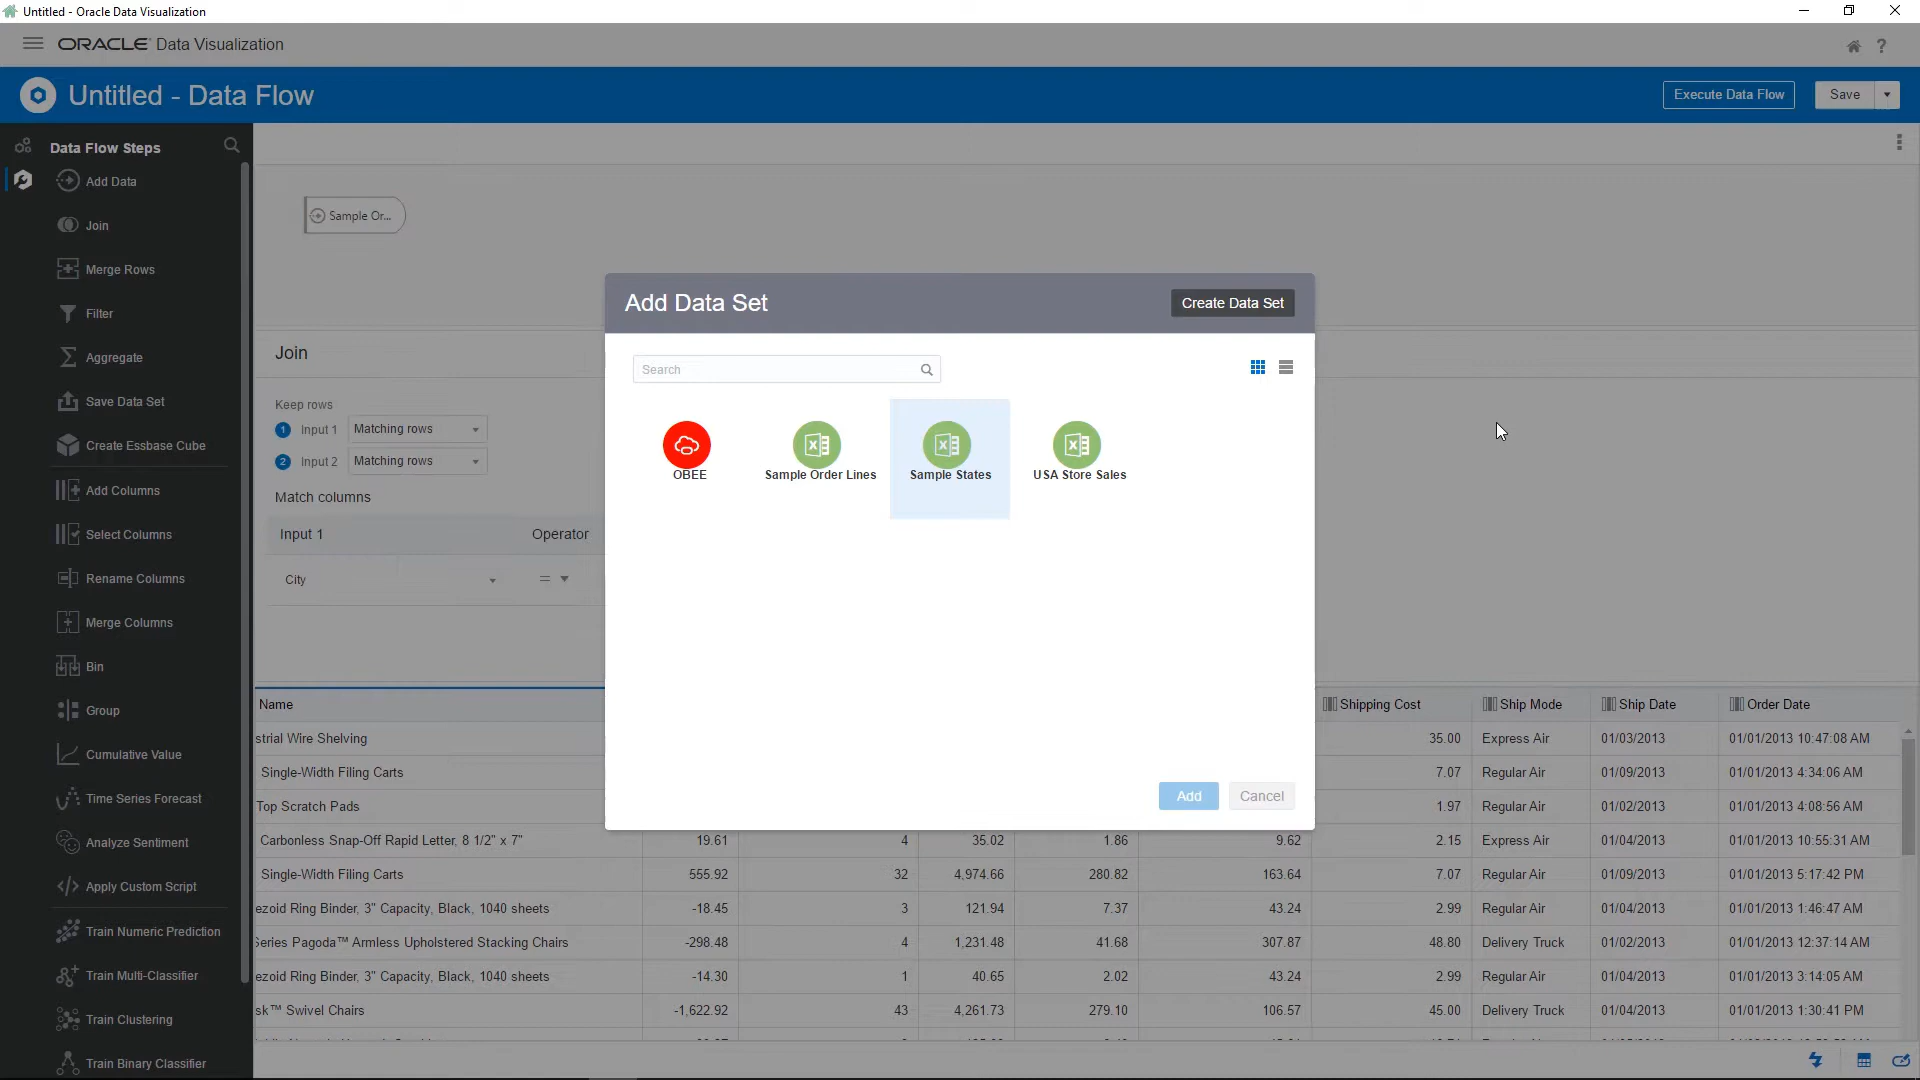 Untitled - Oracle Data Visualization
ORACLE Data Visualization
?
Untitled - Data Flow
Execute Data Flow
Save
Data Flow Steps
Add Data
Join
Merge Rows
Filter
Aggregate
Save Data Set
Create Essbase Cube
Add Columns
Select Columns
Rename Columns
Merge Columns
Bin
Group
Cumulative Value
Time Series Forecast
Analyze Sentiment
Apply Custom Script
Train Numeric Prediction
Train Multi-Classifier
Train Clustering
Train Binary Classifier
Sample Or...
Join
Keep rows
1 Input 1 Matching rows
2 Input 2 Matching rows
Match columns
Input 1 Operator
City =
Add Data Set
Create Data Set
Search
OBEE
Sample Order Lines
Sample States
USA Store Sales
Add
Cancel
Name Shipping Cost Ship Mode Ship Date Order Date
strial Wire Shelving 35.00 Express Air 01/03/2013 01/01/2013 10:47:08 AM
Single-Width Filing Carts 7.07 Regular Air 01/09/2013 01/01/2013 4:34:06 AM
Top Scratch Pads 1.97 Regular Air 01/02/2013 01/01/2013 4:08:56 AM
Carbonless Snap-Off Rapid Letter, 8 1/2" x 7" 19.61 4 35.02 1.86 9.62 2.15 Express Air 01/04/2013 01/01/2013 10:55:31 AM
Single-Width Filing Carts 555.92 32 4,974.66 280.82 163.64 7.07 Regular Air 01/09/2013 01/01/2013 5:17:42 PM
ezoid Ring Binder, 3" Capacity, Black, 1040 sheets -18.45 3 121.94 7.37 43.24 2.99 Regular Air 01/04/2013 01/01/2013 1:46:47 AM
Series Pagoda™ Armless Upholstered Stacking Chairs -298.48 4 1,231.48 41.68 307.87 48.80 Delivery Truck 01/02/2013 01/01/2013 12:37:14 AM
ezoid Ring Binder, 3" Capacity, Black, 1040 sheets -14.30 1 40.65 2.02 43.24 2.99 Regular Air 01/04/2013 01/01/2013 3:14:05 AM
sk™ Swivel Chairs -1,622.92 43 4,261.73 279.10 106.57 45.00 Delivery Truck 01/04/2013 01/01/2013 1:30:41 PM